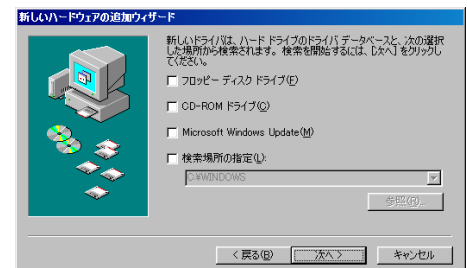 新しいハードウェアの追加ウィザード
新しいドライバは、ハード ドライブのドライバ データベースと、次の選択
した場所から検索されます。検索を開始するには、[次へ] をクリックし
てください。
フロッピー ディスク ドライブ(F)
CD-ROM ドライブ(C)
Microsoft Windows Update(M)
検索場所の指定(L):
C:¥WINDOWS
参照(R)...
< 戻る(B)
次へ >
キャンセル